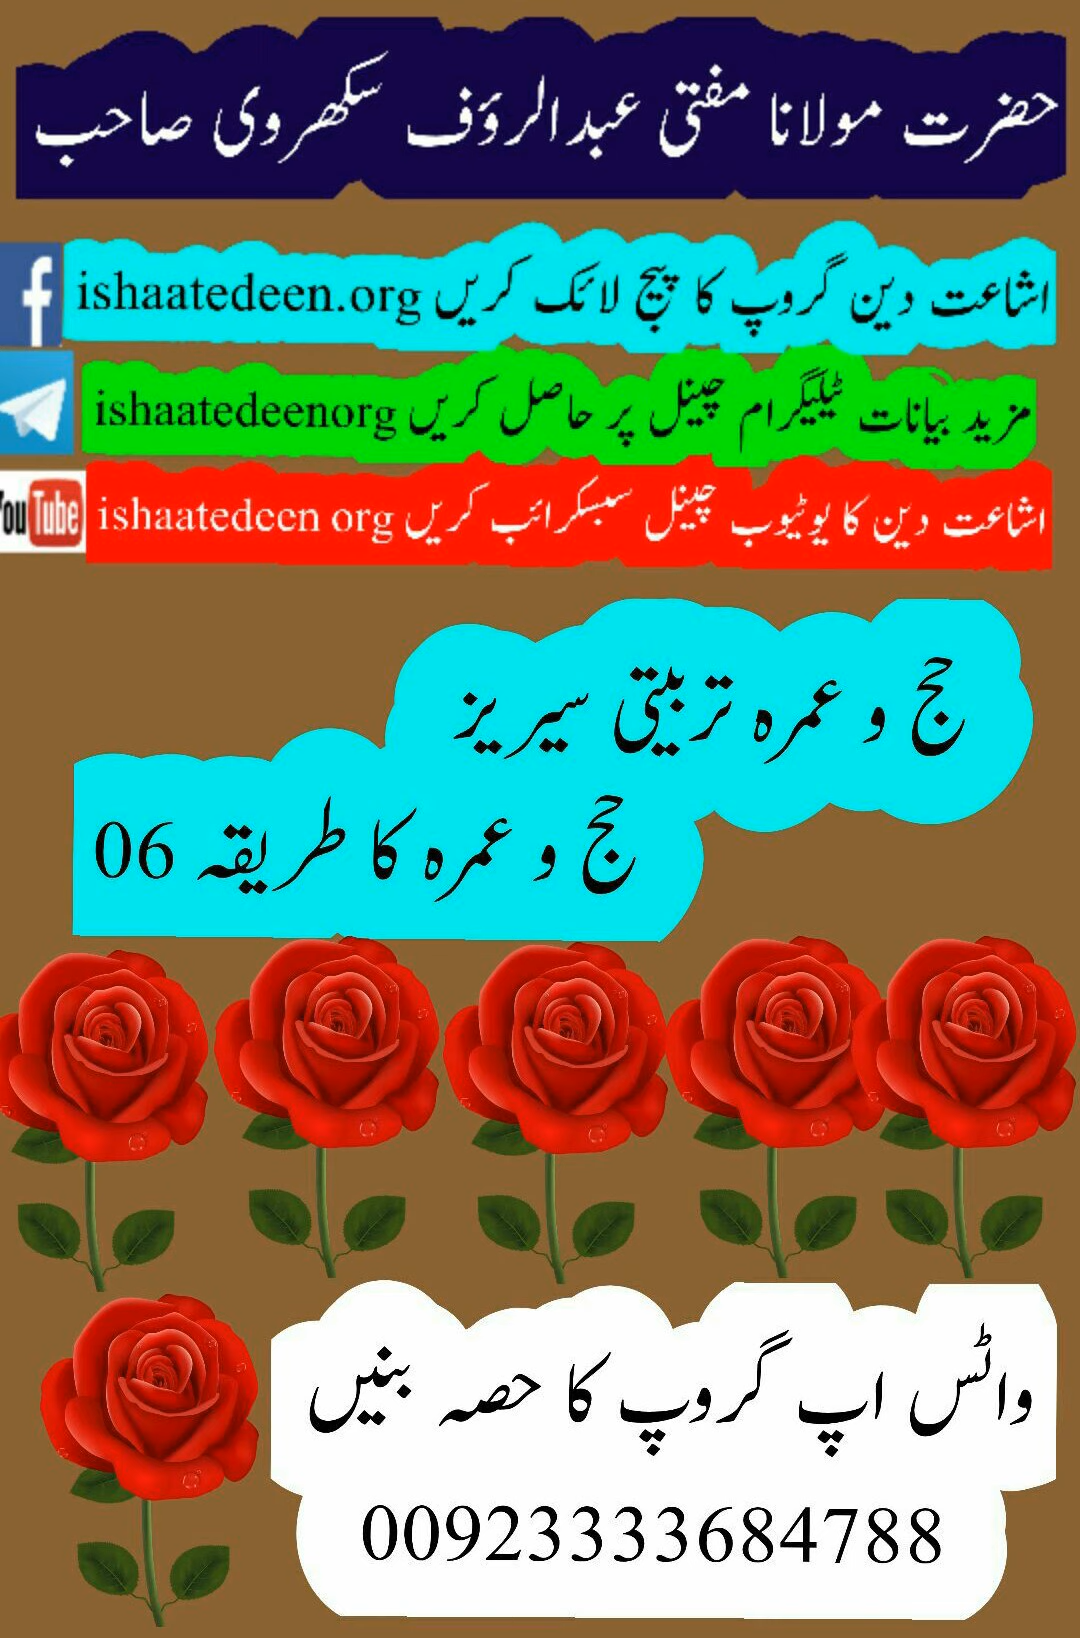 حضرت مولانا مفتی عبدالرؤف سکھروی صاحب
f اشاعت دین گروپ کا پیج لائک کریں ishaatedeen.org
مزید بیانات ٹیلیگرام چینل پر حاصل کریں ishaatedeenorg
YouTube اشاعت دین کا یوٹیوب چینل سبسکرائب کریں ishaatedeen org
حج و عمرہ تربیتی سیریز
حج و عمرہ کا طریقہ 06
واٹس اپ گروپ کا حصہ بنیں
00923333684788